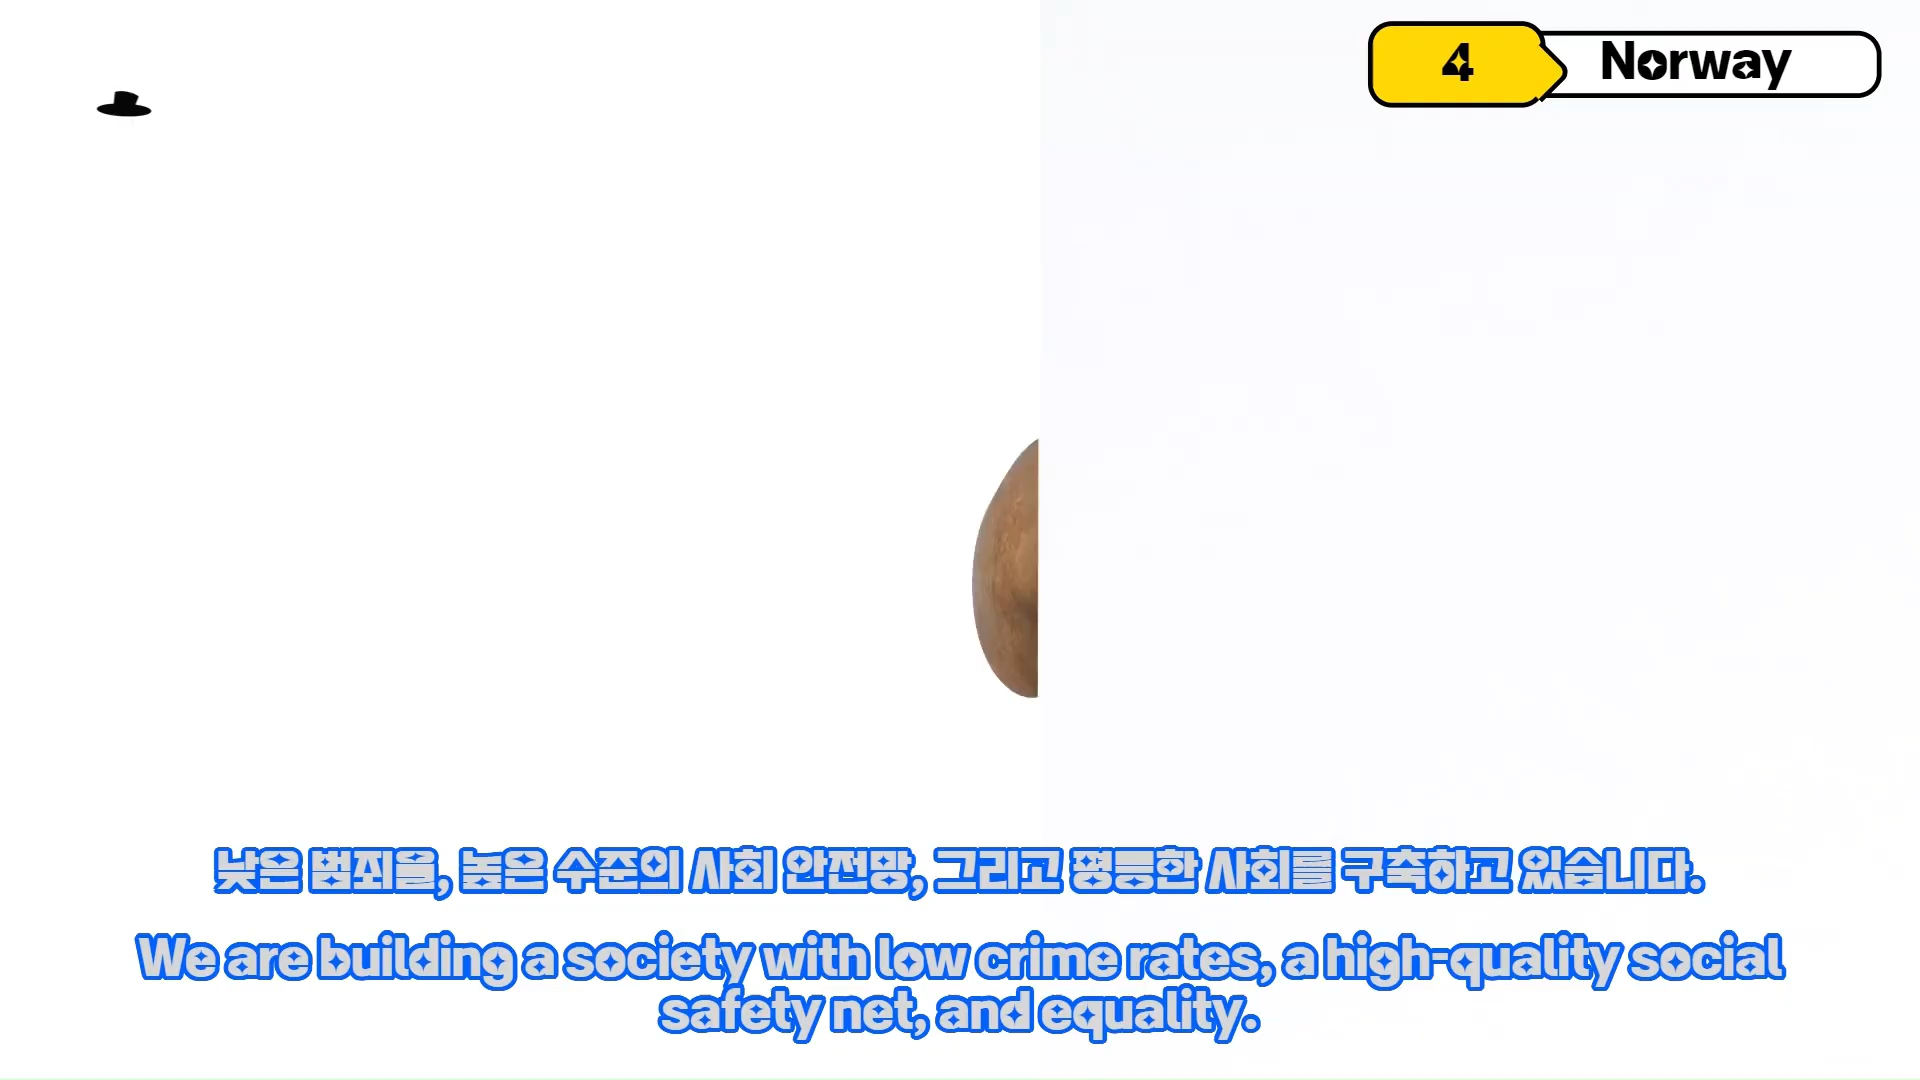 4
Norway
낮은 범죄율, 높은 수준의 사회 안전망, 그리고 평등한 사회를 구축하고 있습니다.
We are building a society with low crime rates, a high-quality social
safety net, and equality.